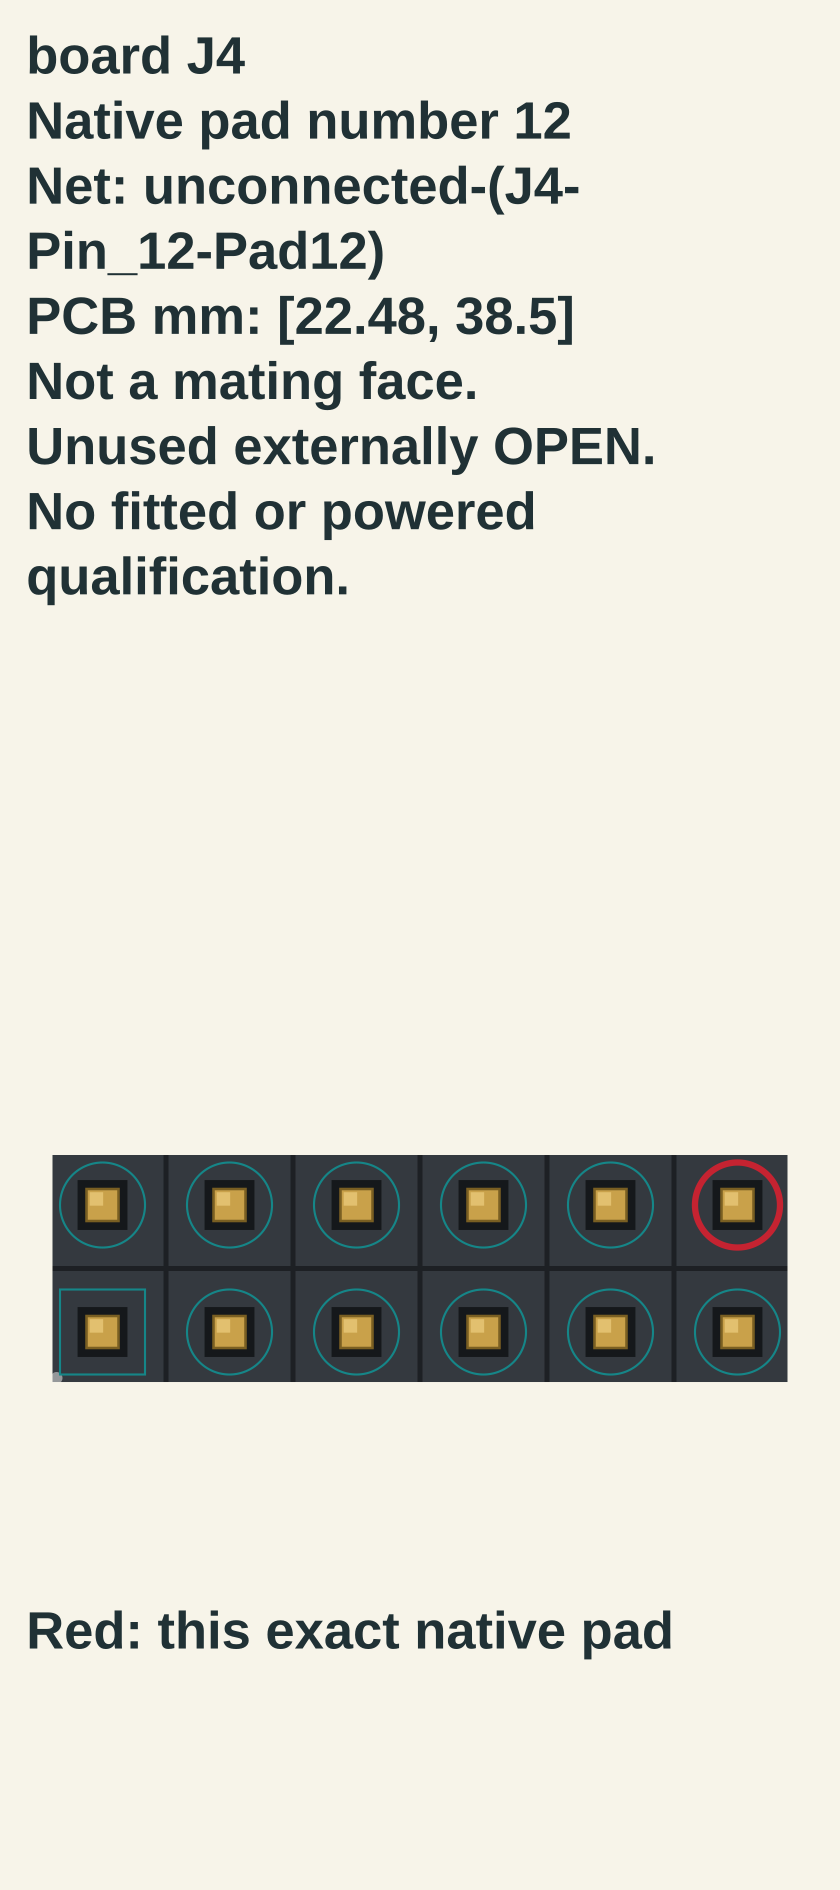 board J4
Native pad number 12
Net: unconnected-(J4-
Pin_12-Pad12)
PCB mm: [22.48, 38.5]
Not a mating face.
Unused externally OPEN.
No fitted or powered
qualification.
Red: this exact native pad